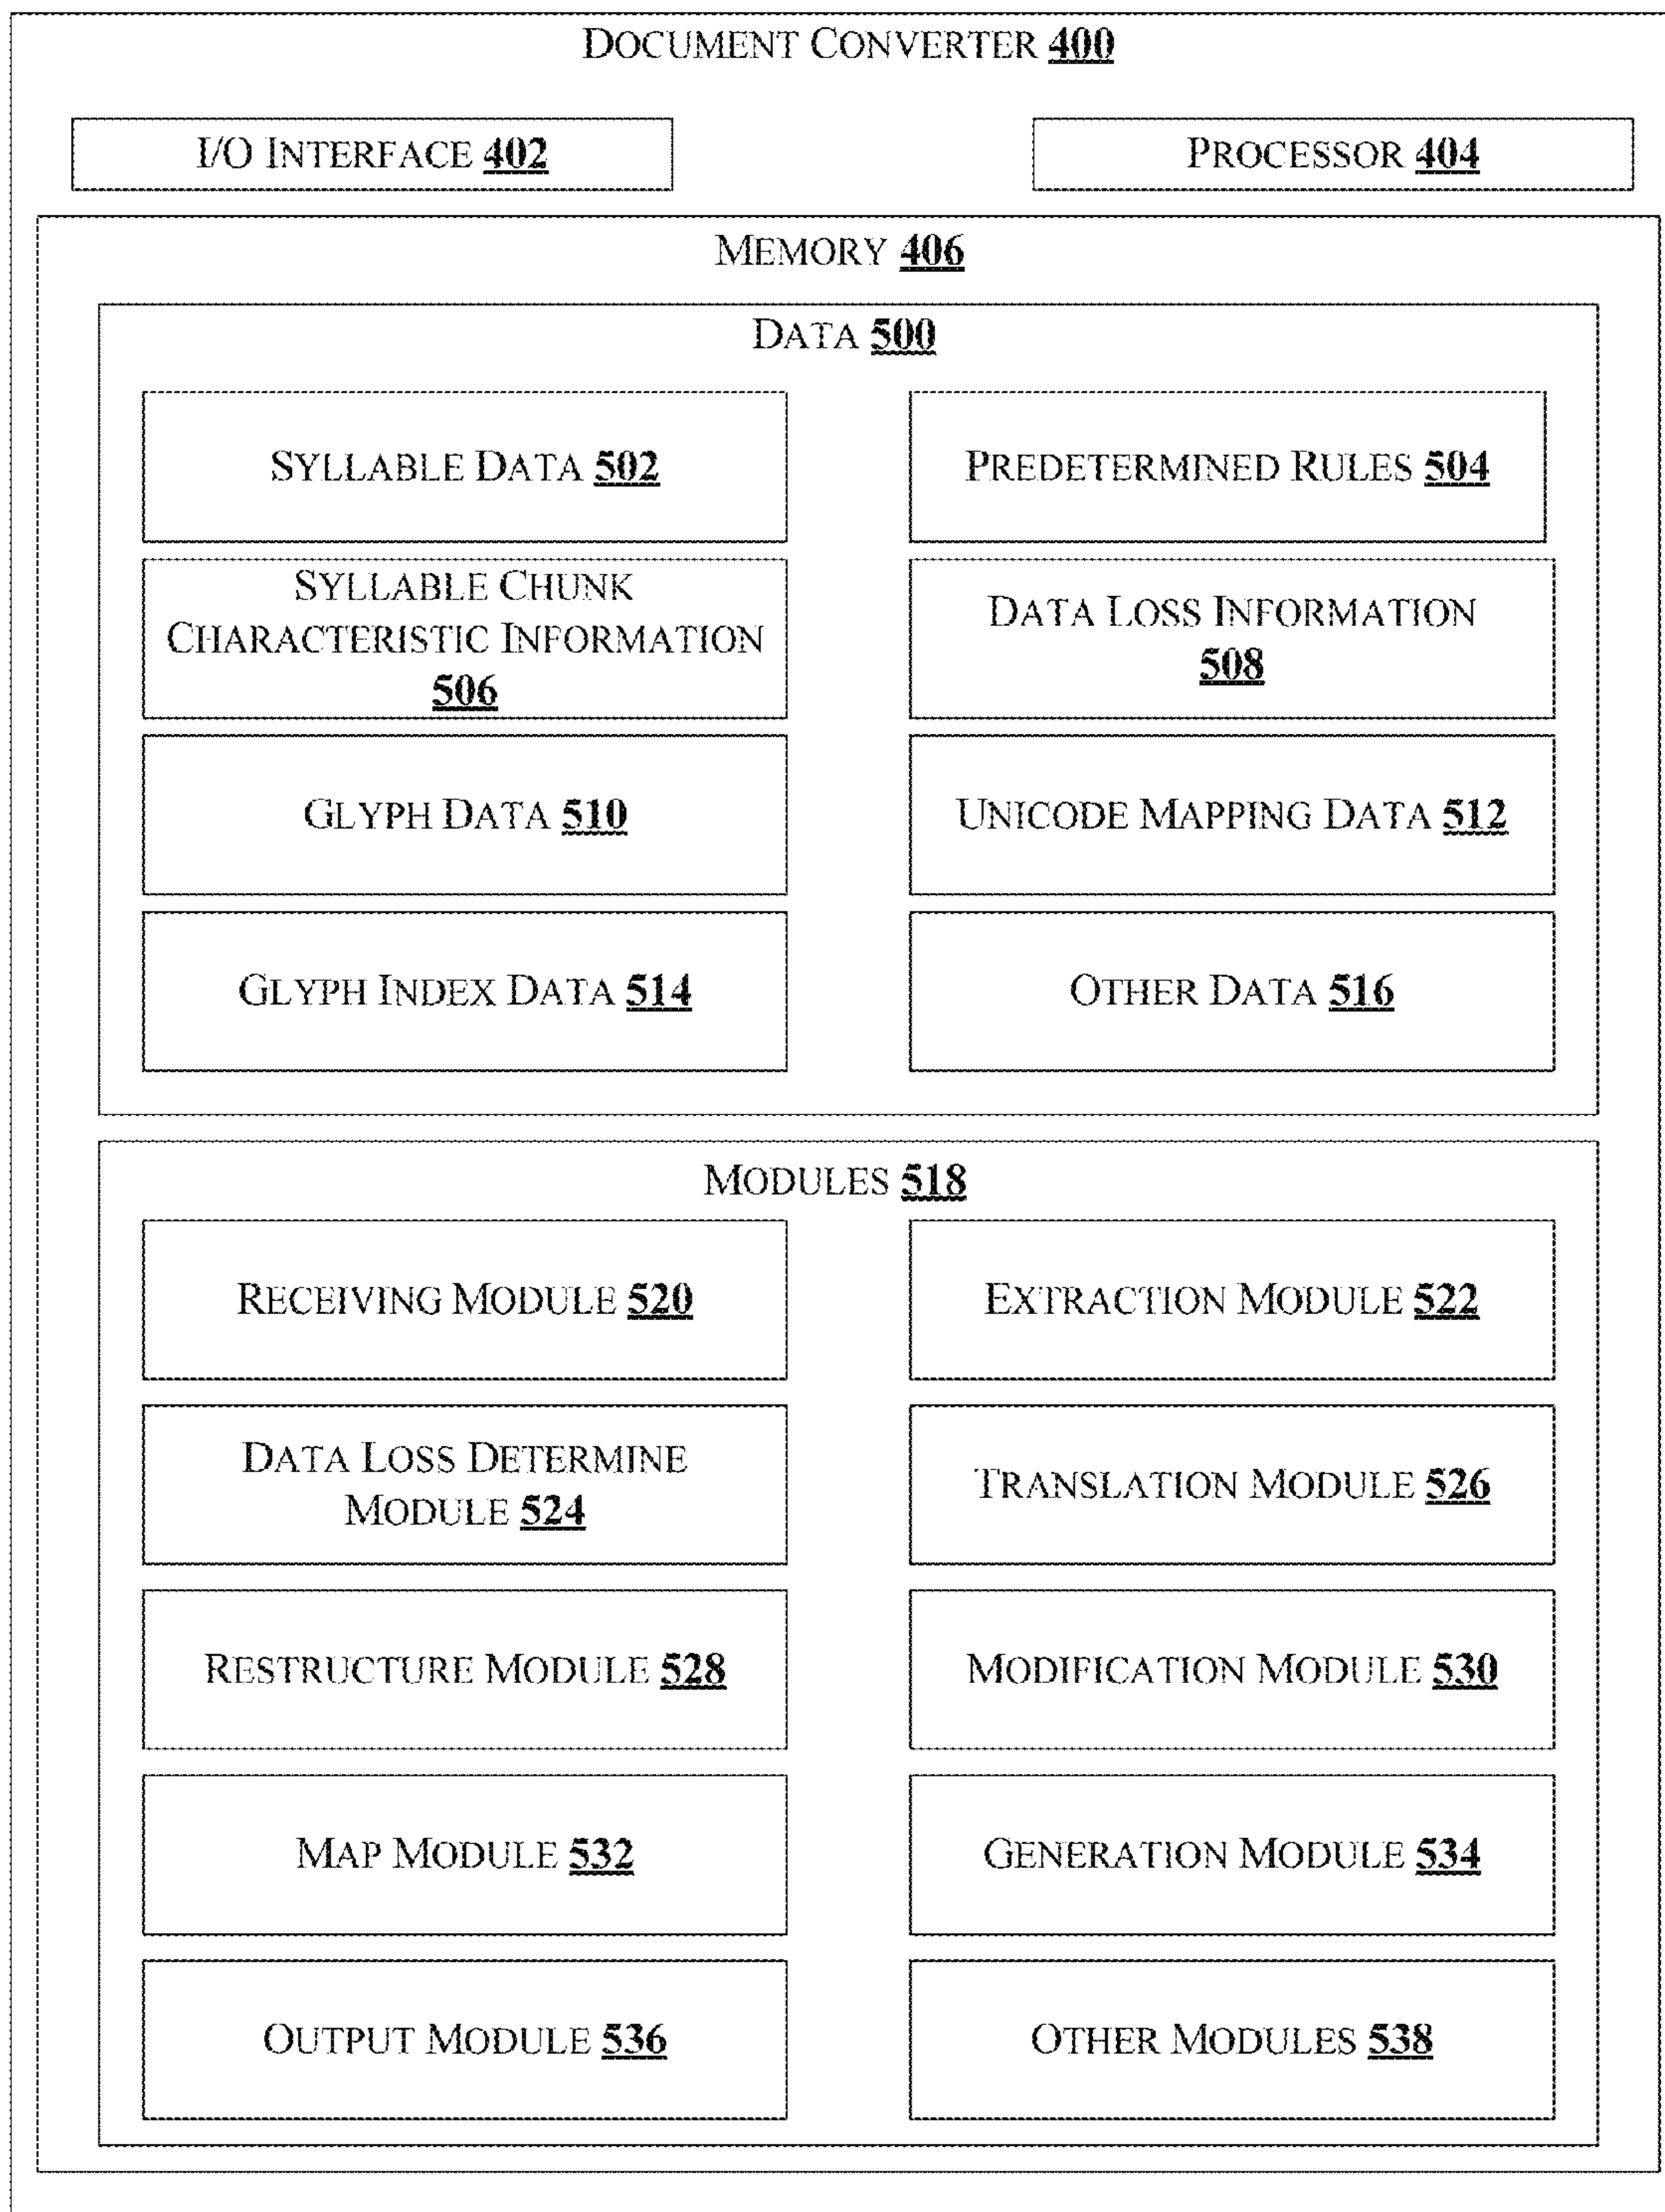 DOCUMENT CONVERTER 400
I/O INTERFACE 402
PROCESSOR 404
MEMORY 406
DATA 500
SYLLABLE DATA 502
PREDETERMINED RULES 504
SYLLABLE CHUNK
CHARACTERISTIC INFORMATION
506
DATA LOSS INFORMATION
508
GLYPH DATA 510
UNICODE MAPPING DATA 512
GLYPH INDEX DATA 514
OTHER DATA 516
MODULES 518
RECEIVING MODULE 520
EXTRACTION MODULE 522
DATA LOSS DETERMINE
MODULE 524
TRANSLATION MODULE 526
RESTRUCTURE MODULE 528
MODIFICATION MODULE 530
MAP MODULE 532
GENERATION MODULE 534
OUTPUT MODULE 536
OTHER MODULES 538